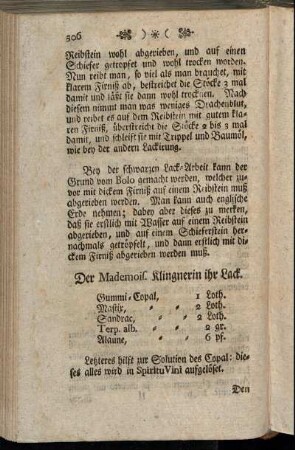 306
Reibstein wohl abgerieben, und auf einen
Schiefer getropfet und wohl trocken worden.
Nun reibt man, so viel als man brauchet, mit
klarem Firniß ab, bestreichet die Stöcke 3 mal
damit und läßt sie dann wohl trocknen. Nach
diesem nimmt man was weniges Drachenblut,
und reibet es auf dem Reibstein mit gutem kla-
ren Firniß, überstreicht die Stöcke 2 bis 3 mal
damit, und schleift sie mit Trippel und Baumöl,
wie bey der andern Lackirung.
Bey der schwarzen Lack-Arbeit kann der
Grund vom Bolo gemacht werden, welcher zu-
vor mit dickem Firniß auf einem Reibstein muß
abgerieben werden. Man kann auch englische
Erde nehmen; dabey aber dieses zu merken,
daß sie erstlich mit Wasser auf einem Reibstein
abgerieben, und auf einem Schieferstein her-
nachmals getröpfelt, und dann erstlich mit di-
ckem Firniß abgerieben werden muß.
Der Mademois. Klingnerin ihr Lack.
Gummi-Copal, 1 Loth.
Mastix, " " 2 Loth.
Sandrac, " " 2 Loth.
Terp. alb. " " 2 gr.
Alaune, " " 6 pf.
Letzteres hilft zur Solution des Copal: die-
ses alles wird in Spiritu Vini aufgelöset.
Den